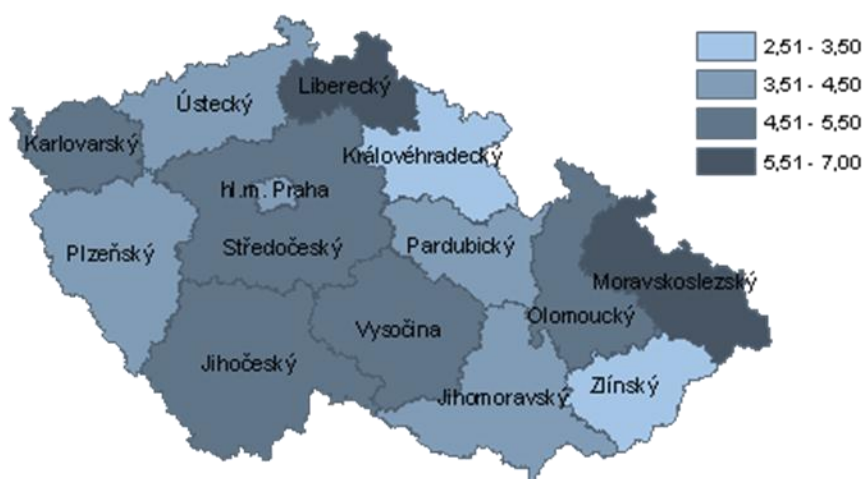 2,51 - 3,50
3,51 - 4,50
4,51 - 5,50
5,51 - 7,00
Liberecký
Ústecký
Karlovarský
Královéhradecký
hl.m. Praha
Plzeňský
Středočeský
Pardubický
Moravskoslezský
Olomoucký
Vysočina
Jihočeský
Zlínský
Jihomoravský